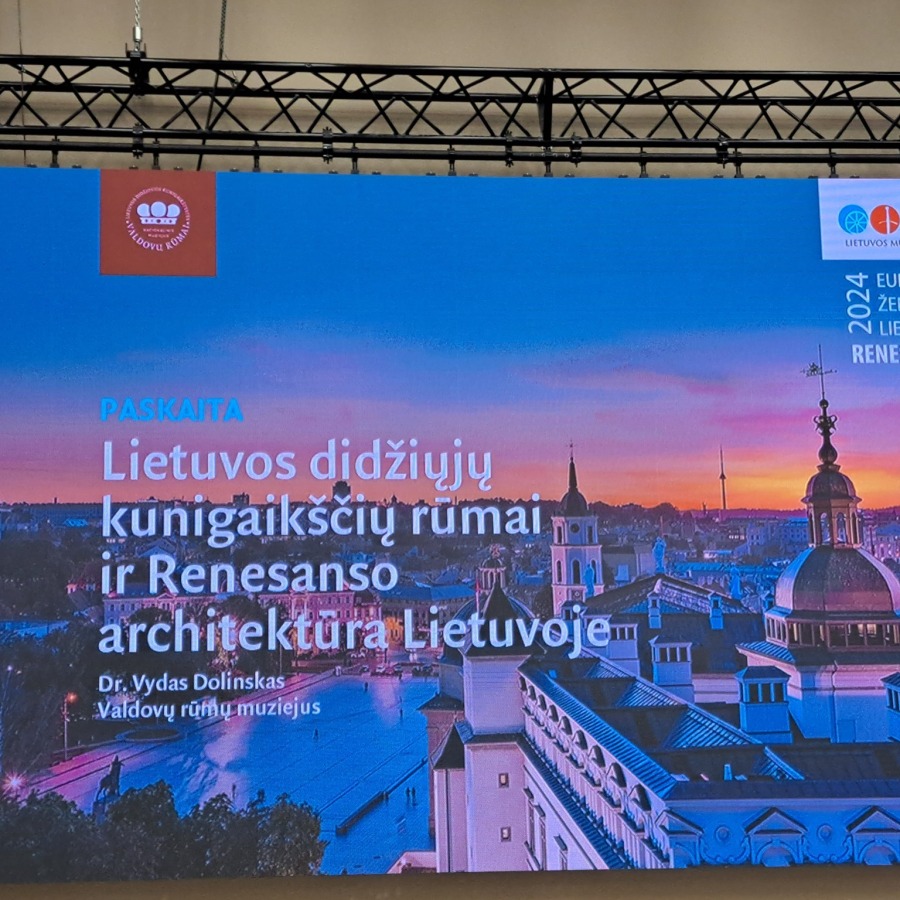 VALDOVŲ RŪMAI
LIETUVOS
2024
RENE
PASKAITA
Lietuvos didžiųjų
kunigaikščių rūmai
ir Renesanso
architektūra Lietuvoje
Dr. Vydas Dolinskas
Valdovų rūmų muziejus